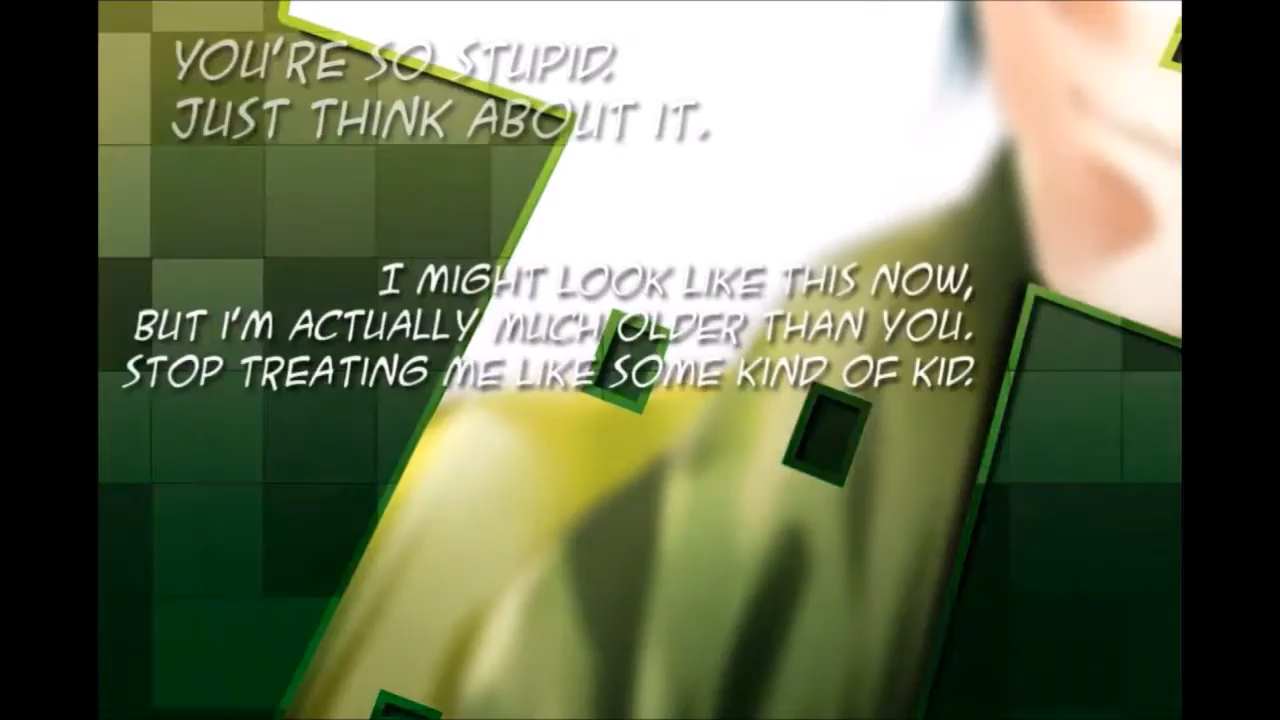 YOU'RE SO STUPID.
JUST THINK ABOUT IT.
I MIGHT LOOK LIKE THIS NOW,
BUT I'M ACTUALLY MUCH OLDER THAN YOU.
STOP TREATING ME LIKE SOME KIND OF KID.